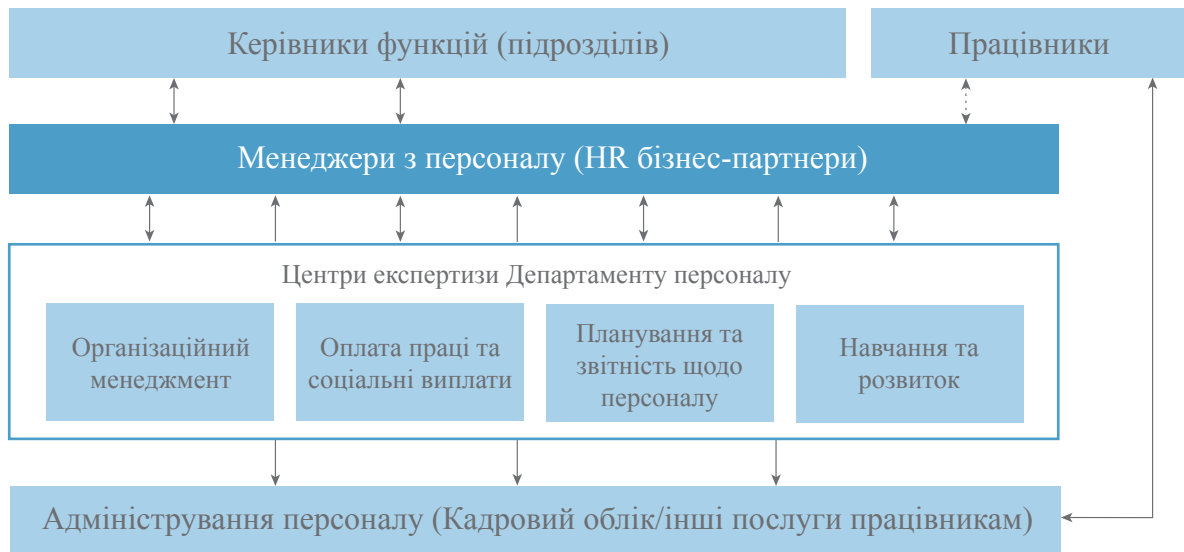 Керівники функцій (підрозділів)
Працівники
Менеджери з персоналу (HR бізнес-партнери)
Центри експертизи Департаменту персоналу
Організаційний
менеджмент
Оплата праці та
соціальні виплати
Планування та
звітність щодо
персоналу
Навчання та
розвиток
Адміністрування персоналу (Кадровий облік/інші послуги працівникам)